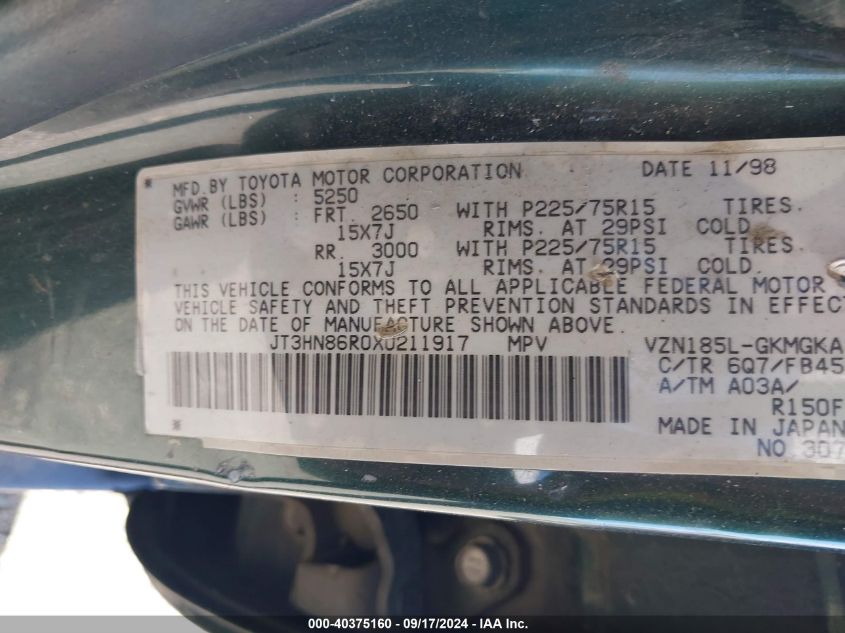 MFD.BY TOYOTA MOTOR CORPORATION DATE 11/98
GVWR (LBS) : 5250
GAWR (LBS) : FRT. 2650 WITH P225/75R15 TIRES.
15X7J RIMS. AT 29PSI COLD.
RR. 3000 WITH P225/75R15 TIRES.
15X7J RIMS. AT 29PSI COLD.
THIS VEHICLE CONFORMS TO ALL APPLICABLE FEDERAL MOTOR
VEHICLE SAFETY AND THEFT PREVENTION STANDARDS IN EFFECT
ON THE DATE OF MANUFACTURE SHOWN ABOVE.
JT3HN86R0XU211917 MPV VZN185L-GKMGKA
C/TR 6Q7/FB45
A/TM A03A/
R150F
MADE IN JAPAN
NO 307
000-40375160 - 09/17/2024 - IAA Inc.